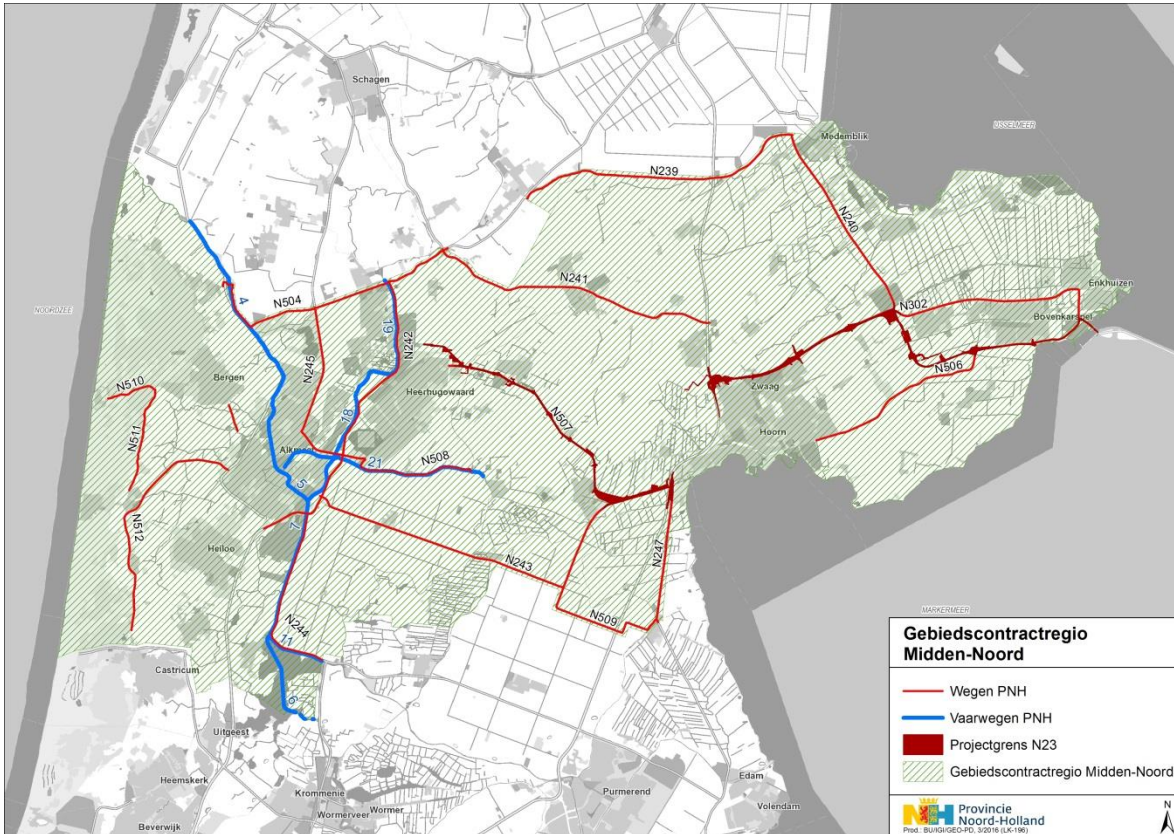 Schagen
Medemblik
IJSSELMEER
N239
N240
4
N241
Enkhuizen
N504
N302
Bovenkarspel
NOORDZEE
19
N242
N245
N510
Bergen
Heerhugowaard
N506
Zwaag
N511
18
N507
Hoorn
Alkmaar
21
N508
5
7
N512
Heiloo
N243
N247
N509
MARKERMEER
N244
11
Castricum
6
Uitgeest
Heemskerk
Krommenie
Wormer
Wormerveer
Purmerend
Edam
Volendam
Beverwijk
Gebiedscontractregio
Midden-Noord
Wegen PNH
Vaarwegen PNH
Projectgrens N23
Gebiedscontractregio Midden-Noord
Provincie
Noord-Holland
Prod.: BU/IGI/GEO-PD, 3/2016 (LK-196)
N